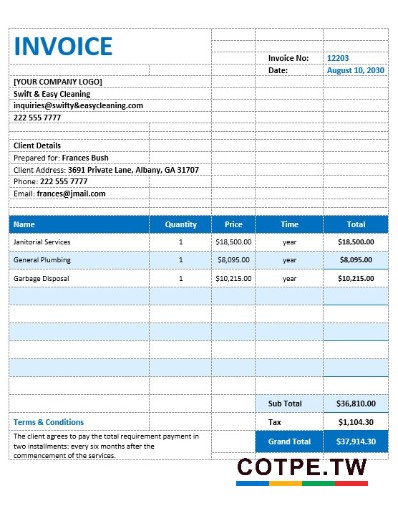 INVOICE
Invoice No: 12203
Date: August 10, 2030
[YOUR COMPANY LOGO]
Swift & Easy Cleaning
inquiries@swifty&easycleaning.com
222 555 7777
Client Details
Prepared for: Frances Bush
Client Address: 3691 Private Lane, Albany, GA 31707
Phone: 222 555 7777
Email: frances@jmail.com
Name Quantity Price Time Total
Janitorial Services 1 $18,500.00 year $18,500.00
General Plumbing 1 $8,095.00 year $8,095.00
Garbage Disposal 1 $10,215.00 year $10,215.00
Sub Total $36,810.00
Terms & Conditions Tax $1,104.30
The client agrees to pay the total requirement payment in
two installments: every six months after the
commencement of the services.
Grand Total $37,914.30
COTPE.TW